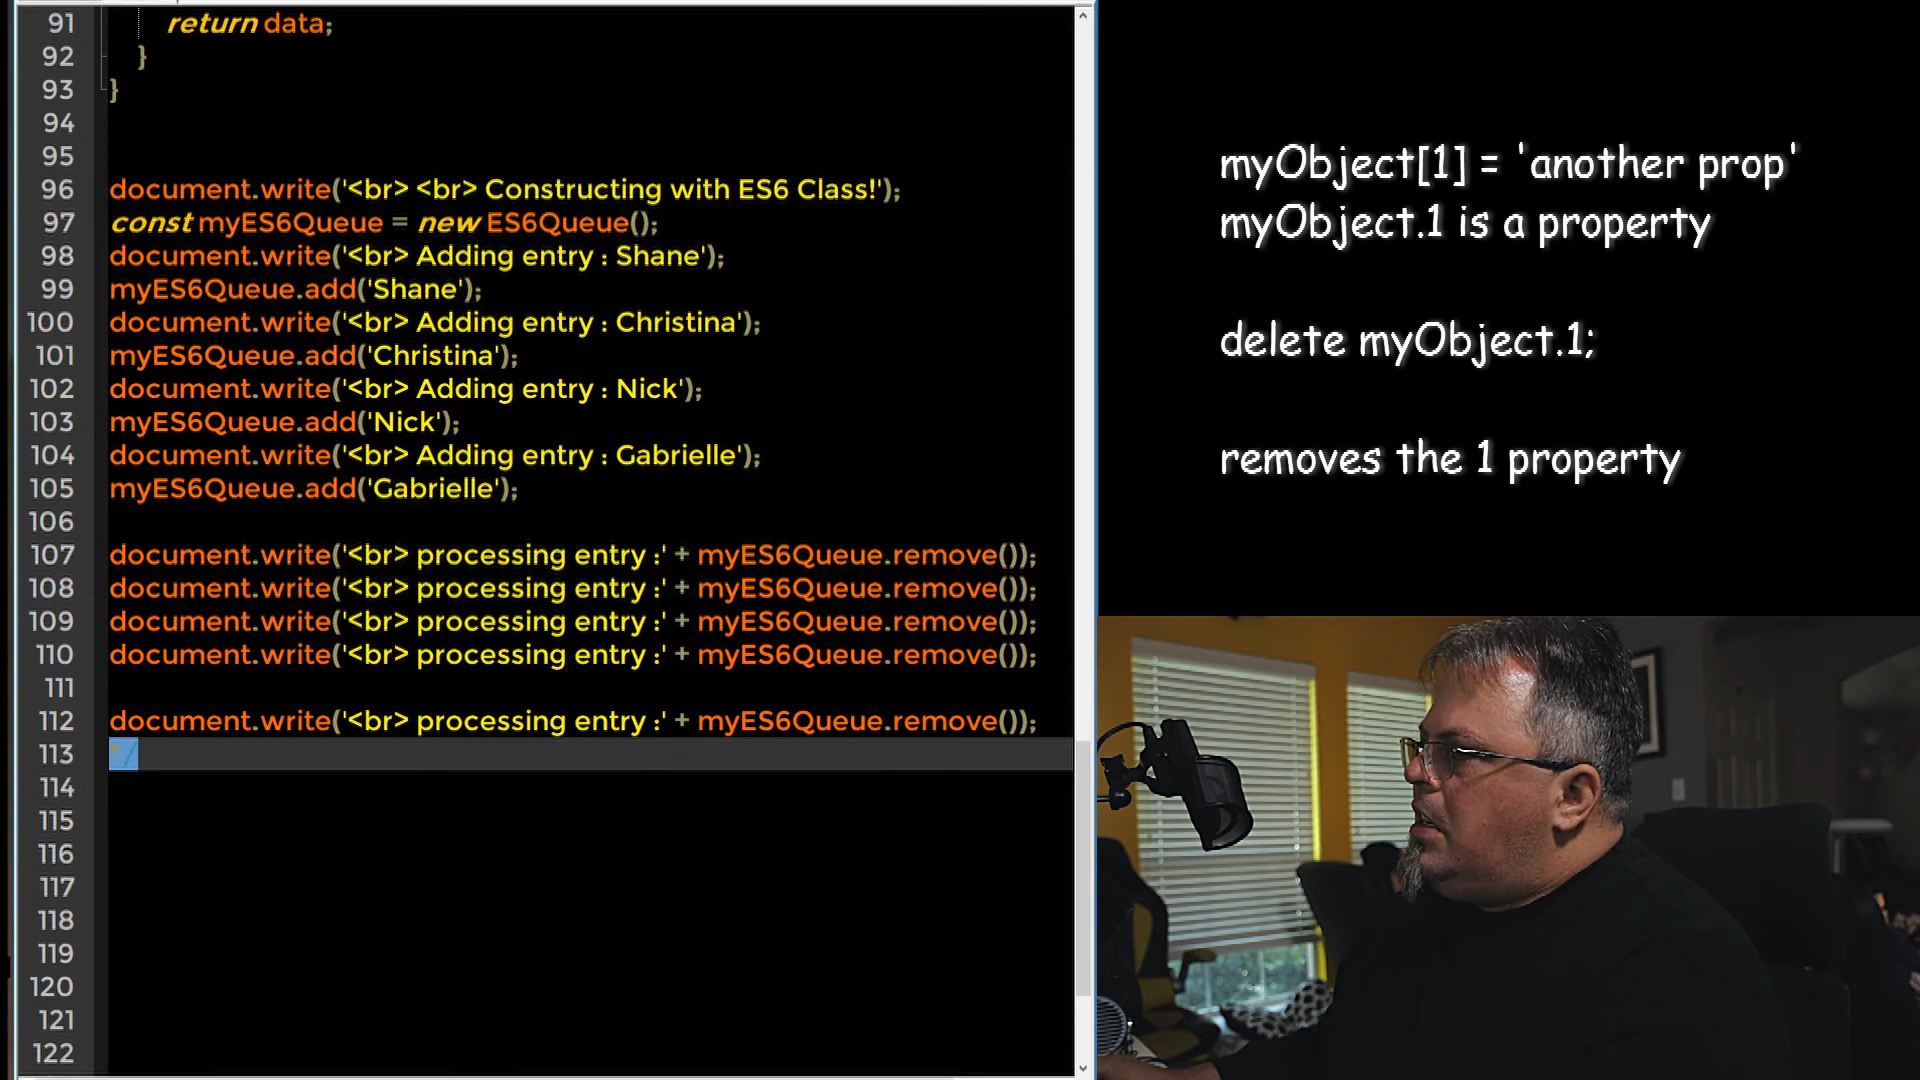 91 return data;
92 }
93 }
94
95
96 document.write('<br> <br> Constructing with ES6 Class!');
97 const myES6Queue = new ES6Queue();
98 document.write('<br> Adding entry : Shane');
99 myES6Queue.add('Shane');
100 document.write('<br> Adding entry : Christina');
101 myES6Queue.add('Christina');
102 document.write('<br> Adding entry : Nick');
103 myES6Queue.add('Nick');
104 document.write('<br> Adding entry : Gabrielle');
105 myES6Queue.add('Gabrielle');
106
107 document.write('<br> processing entry :' + myES6Queue.remove());
108 document.write('<br> processing entry :' + myES6Queue.remove());
109 document.write('<br> processing entry :' + myES6Queue.remove());
110 document.write('<br> processing entry :' + myES6Queue.remove());
111
112 document.write('<br> processing entry :' + myES6Queue.remove());
113 */
114
115
116
117
118
119
120
121
122
myObject[1] = 'another prop'
myObject.1 is a property
delete myObject.1;
removes the 1 property